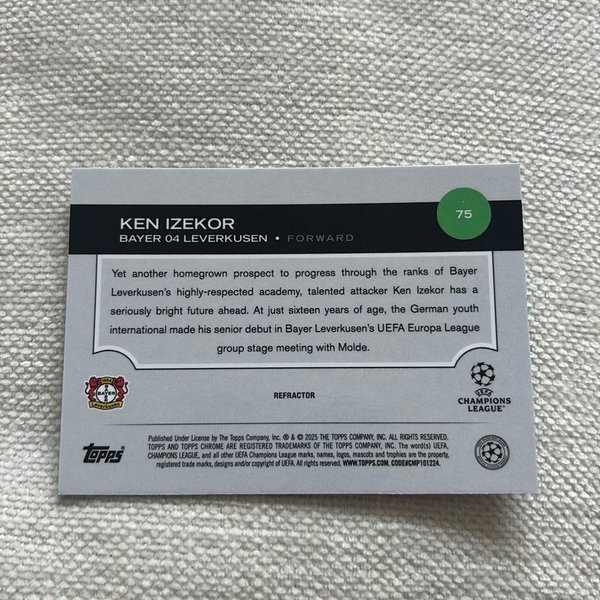 75
KEN IZEKOR
BAYER 04 LEVERKUSEN • FORWARD
Yet another homegrown prospect to progress through the ranks of Bayer
Leverkusen's highly-respected academy, talented attacker Ken Izekor has a
seriously bright future ahead. At just sixteen years of age, the German youth
international made his senior debut in Bayer Leverkusen's UEFA Europa League
group stage meeting with Molde.
1904
BAYER
Leverkusen
REFRACTOR
UEFA
CHAMPIONS
LEAGUE
topps
Published Under License by The Topps Company, Inc. ® & © 2025 THE TOPPS COMPANY, INC. ALL RIGHTS RESERVED.
TOPPS AND TOPPS CHROME ARE REGISTERED TRADEMARKS OF THE TOPPS COMPANY, INC. The word(s) UEFA,
CHAMPIONS LEAGUE, and all other UEFA Champions League marks, names, logos, mascots and trophies are the property,
registered trade marks, designs and/or copyright of UEFA. All rights reserved. WWW.TOPPS.COM. CODE#CMP101224.